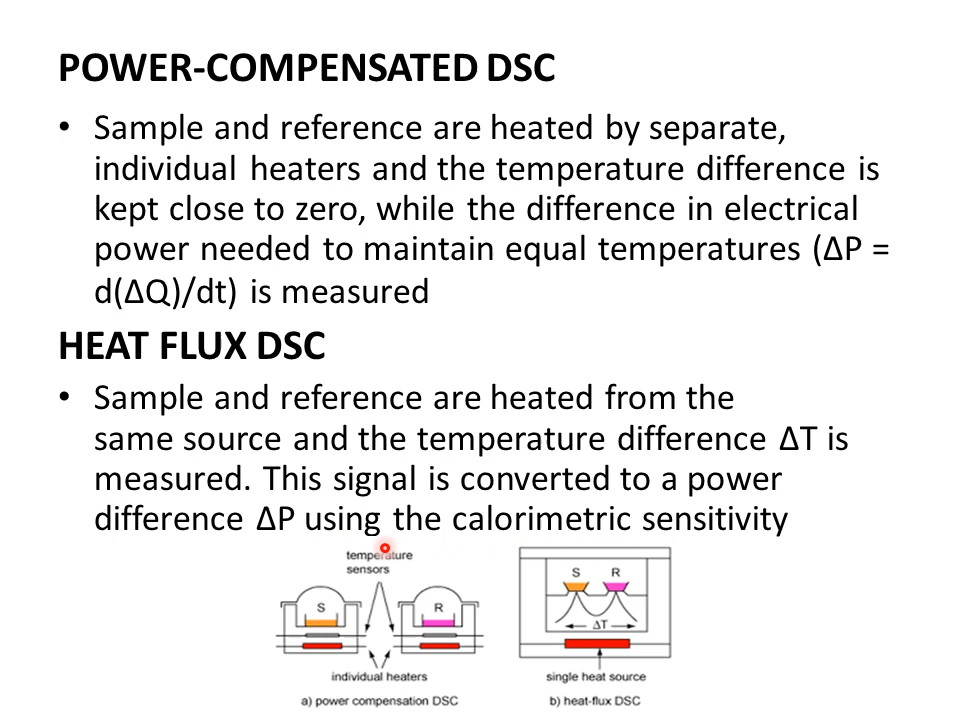 POWER-COMPENSATED DSC
• Sample and reference are heated by separate,
individual heaters and the temperature difference is
kept close to zero, while the difference in electrical
power needed to maintain equal temperatures (ΔP =
d(ΔQ)/dt) is measured
HEAT FLUX DSC
• Sample and reference are heated from the
same source and the temperature difference ΔT is
measured. This signal is converted to a power
difference ΔP using the calorimetric sensitivity
temperature
sensors
S R
individual heaters
a) power compensation DSC
S R
ΔT
single heat source
b) heat-flux DSC